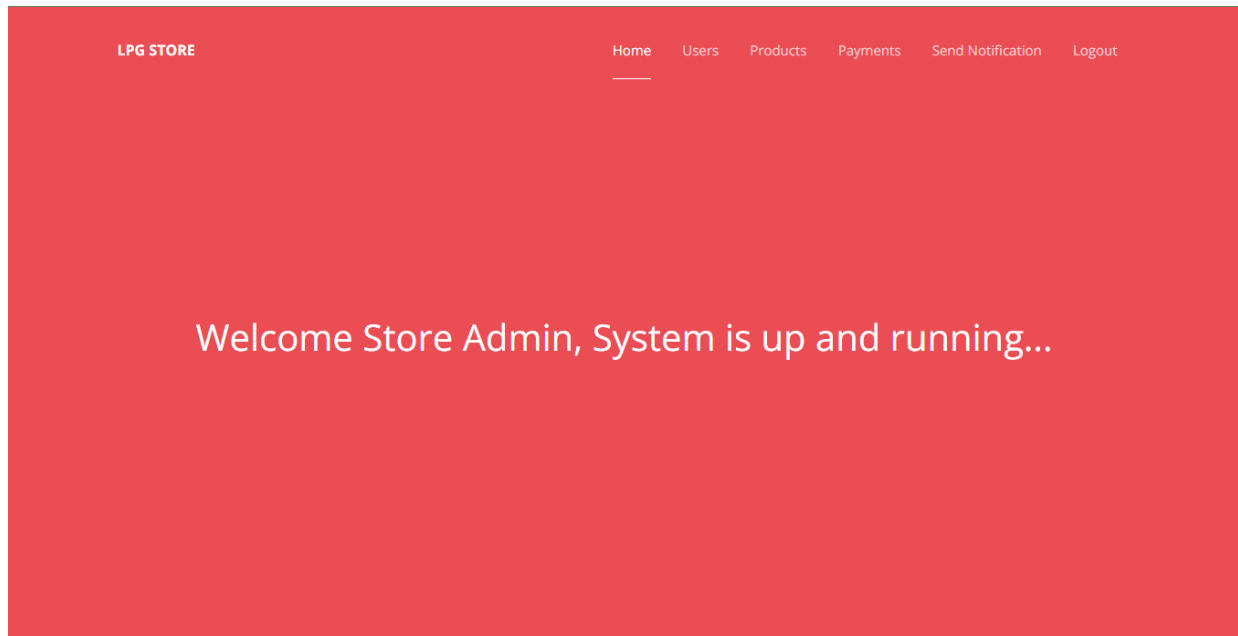 LPG STORE Home Users Products Payments Send Notification Logout
Welcome Store Admin, System is up and running...